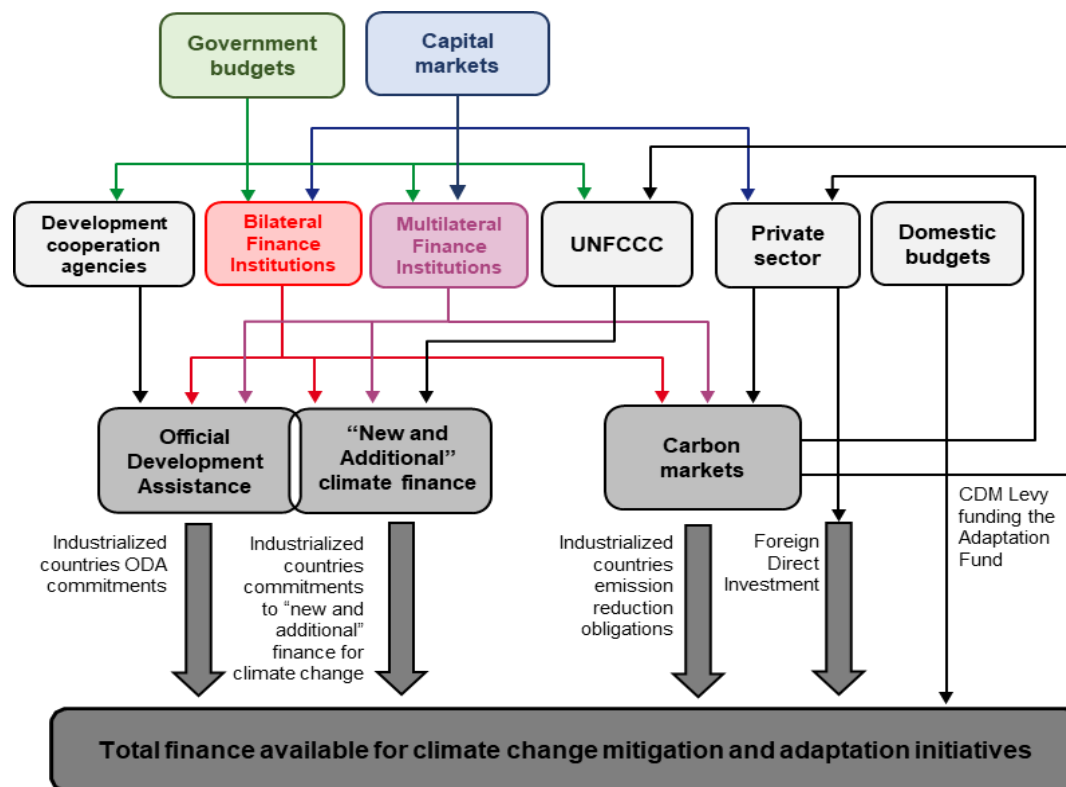 Government
budgets
Capital
markets
Development
cooperation
agencies
Bilateral
Finance
Institutions
Multilateral
Finance
Institutions
UNFCCC
Private
sector
Domestic
budgets
Official
Development
Assistance
“New and
Additional”
climate finance
Carbon
markets
Industrialized
countries ODA
commitments
Industrialized
countries
commitments
to “new and
additional”
finance for
climate change
Industrialized
countries
emission
reduction
obligations
Foreign
Direct
Investment
CDM Levy
funding the
Adaptation
Fund
Total finance available for climate change mitigation and adaptation initiatives